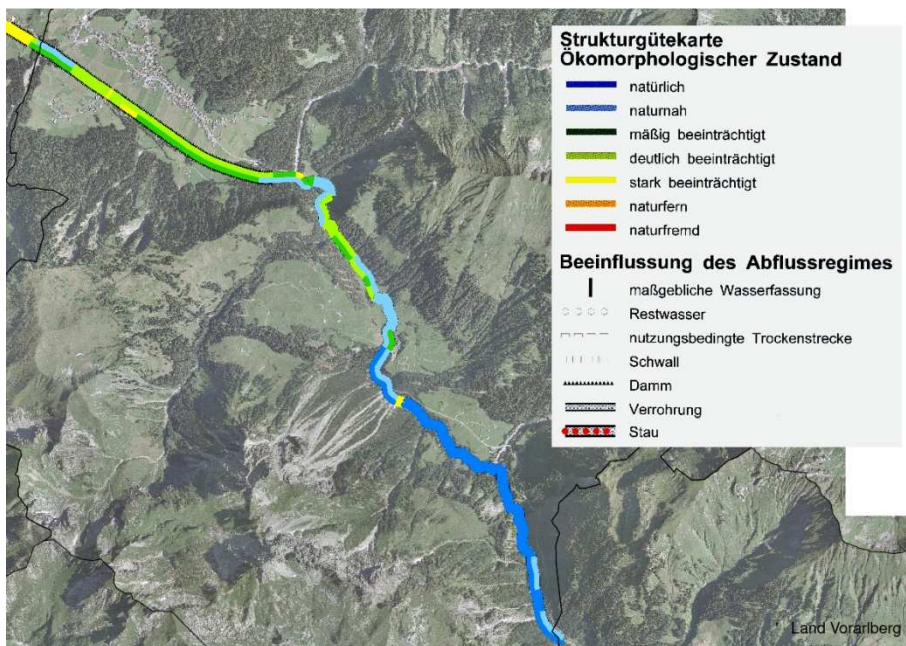 Strukturgütekarte
Ökomorphologischer Zustand
natürlich
naturnah
mäßig beeinträchtigt
deutlich beeinträchtigt
stark beeinträchtigt
naturfern
naturfremd
Beeinflussung des Abflussregimes
maßgebliche Wasserfassung
Restwasser
nutzungsbedingte Trockenstrecke
Schwall
Damm
Verrohrung
Stau
' Land Vorarlberg